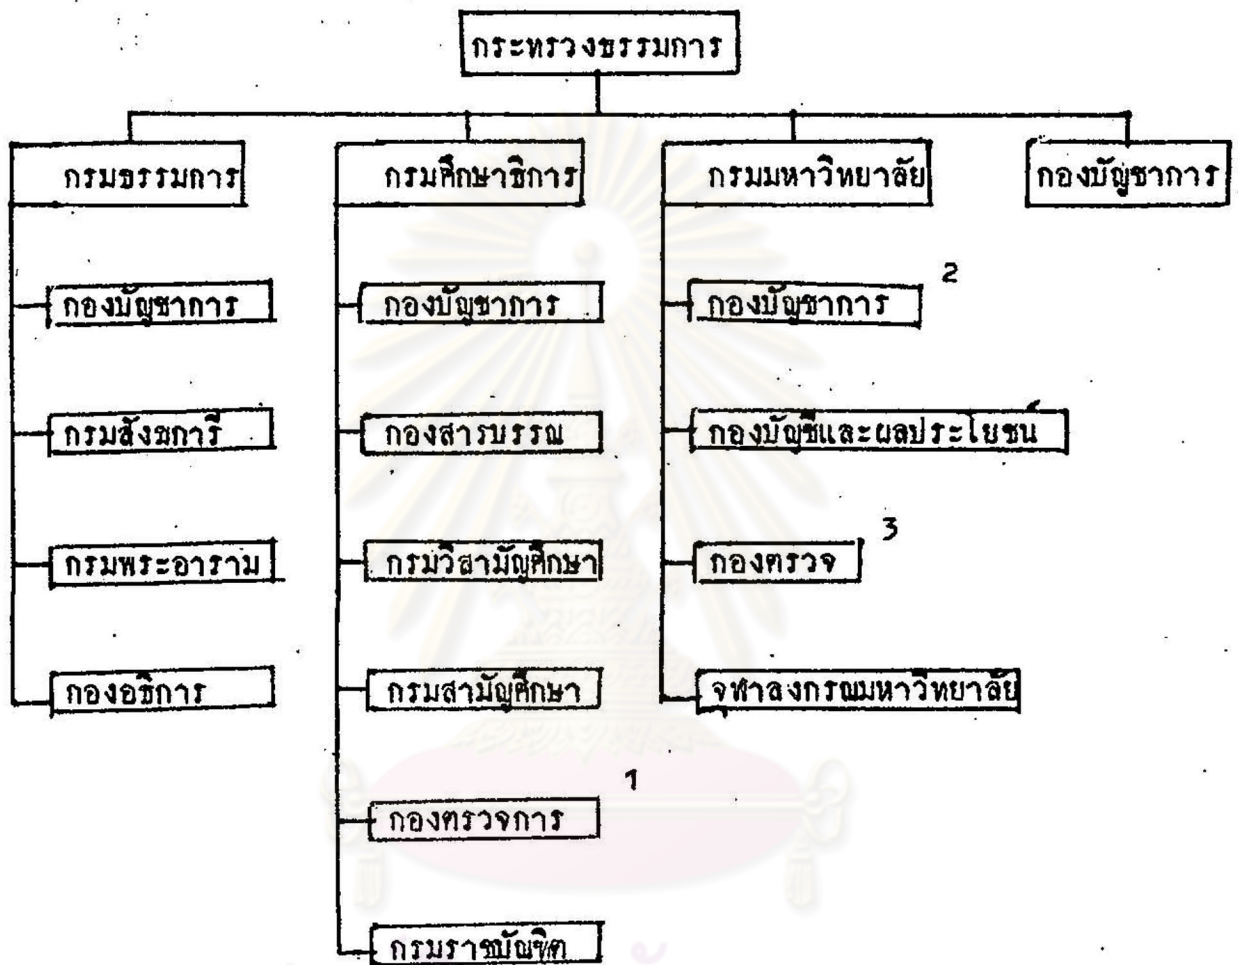 กระทรวงธรรมการ
กรมธรรมการ
กรมศึกษาธิการ
กรมมหาวิทยาลัย
กองบัญชาการ
กองบัญชาการ
กองบัญชาการ
กองบัญชาการ 2
กรมสังฆการี
กองสารบรรณ
กองบัญชีและผลประโยชน์
กรมพระอาราม
กรมวิสามัญศึกษา
กองตรวจ 3
กองอธิการ
กรมสามัญศึกษา
จุฬาลงกรณมหาวิทยาลัย
กองตรวจการ 1
กรมราชบัณฑิต